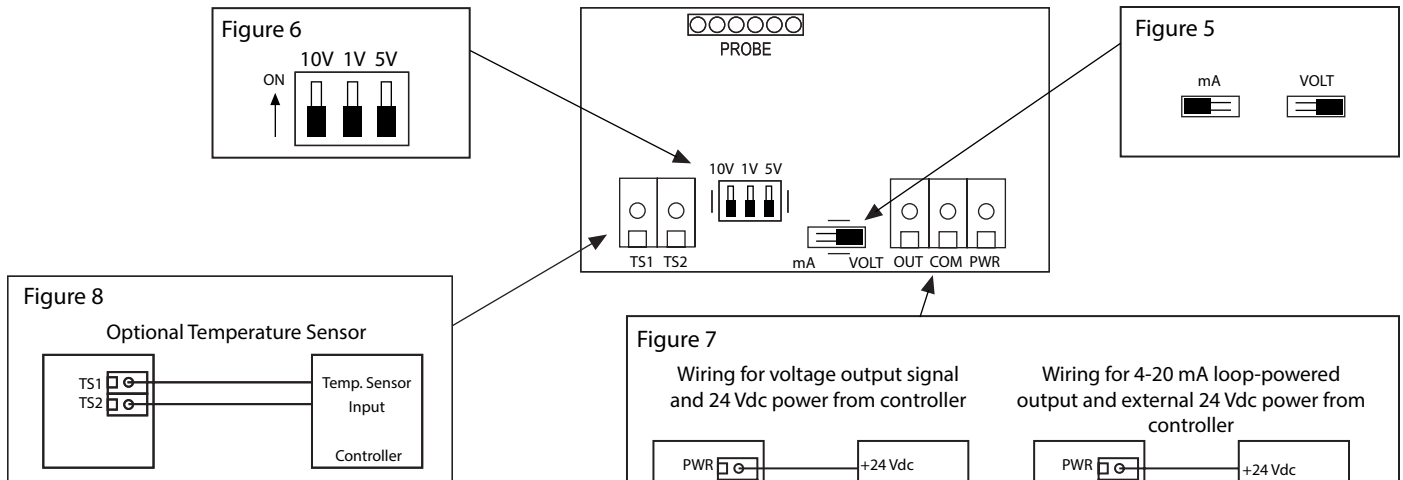 Figure 6
10V 1V 5V
ON
PROBE
Figure 5
mA VOLT
10V 1V 5V
TS1 TS2
mA VOLT OUT COM PWR
Figure 8
Optional Temperature Sensor
TS1
TS2
Temp. Sensor
Input
Controller
Figure 7
Wiring for voltage output signal
and 24 Vdc power from controller
PWR
+24 Vdc
Wiring for 4-20 mA loop-powered
output and external 24 Vdc power from
controller
PWR
+24 Vdc